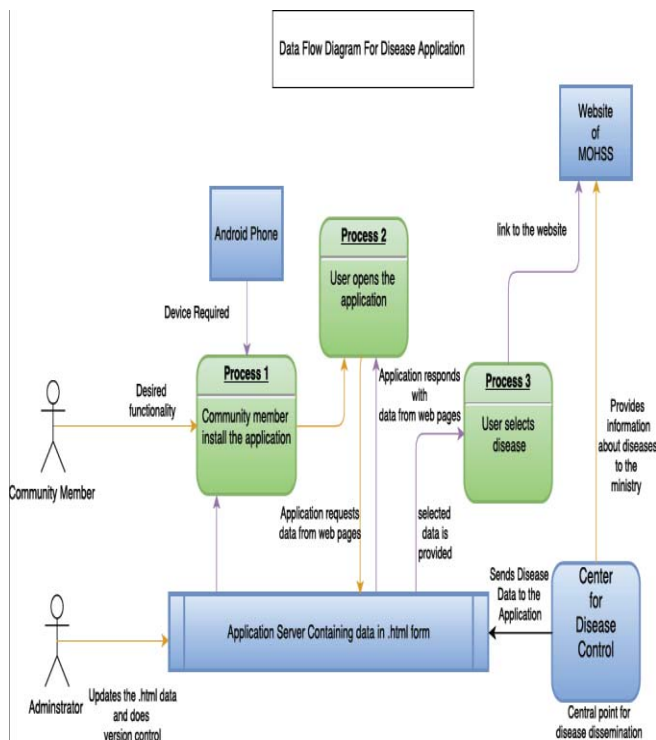 Data Flow Diagram For Disease Application
Website
of
MOHSS
Android Phone
Process 2
User opens the
application
link to the website
Device Required
Process 1
Community member
install the application
Application responds
with
data from web pages
Process 3
User selects
disease
Desired
functionality
Community Member
Provides
information
about diseases
to the
ministry
Application requests
data from web pages
selected
data is
provided
Sends Disease
Data to the
Application
Center
for
Disease
Control
Application Server Containing data in .html form
Adminstrator
Updates the .html data
and does
version control
Central point for
disease dissemination